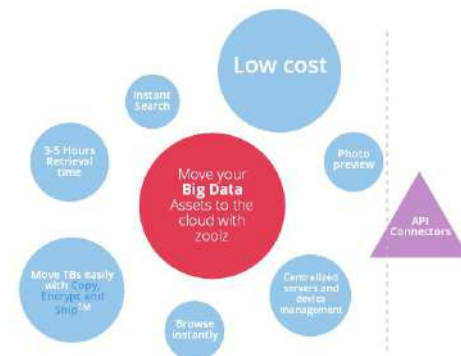 Low cost
Instant
Search
3-5 Hours
Retrieval
time
Photo
preview
Move your
Big Data
Assets to the
cloud with
zoolz
API
Connectors
Move TBs easily
with Copy,
Encrypt and
Ship™
Centralized
servers and
device
management
Browse
instantly